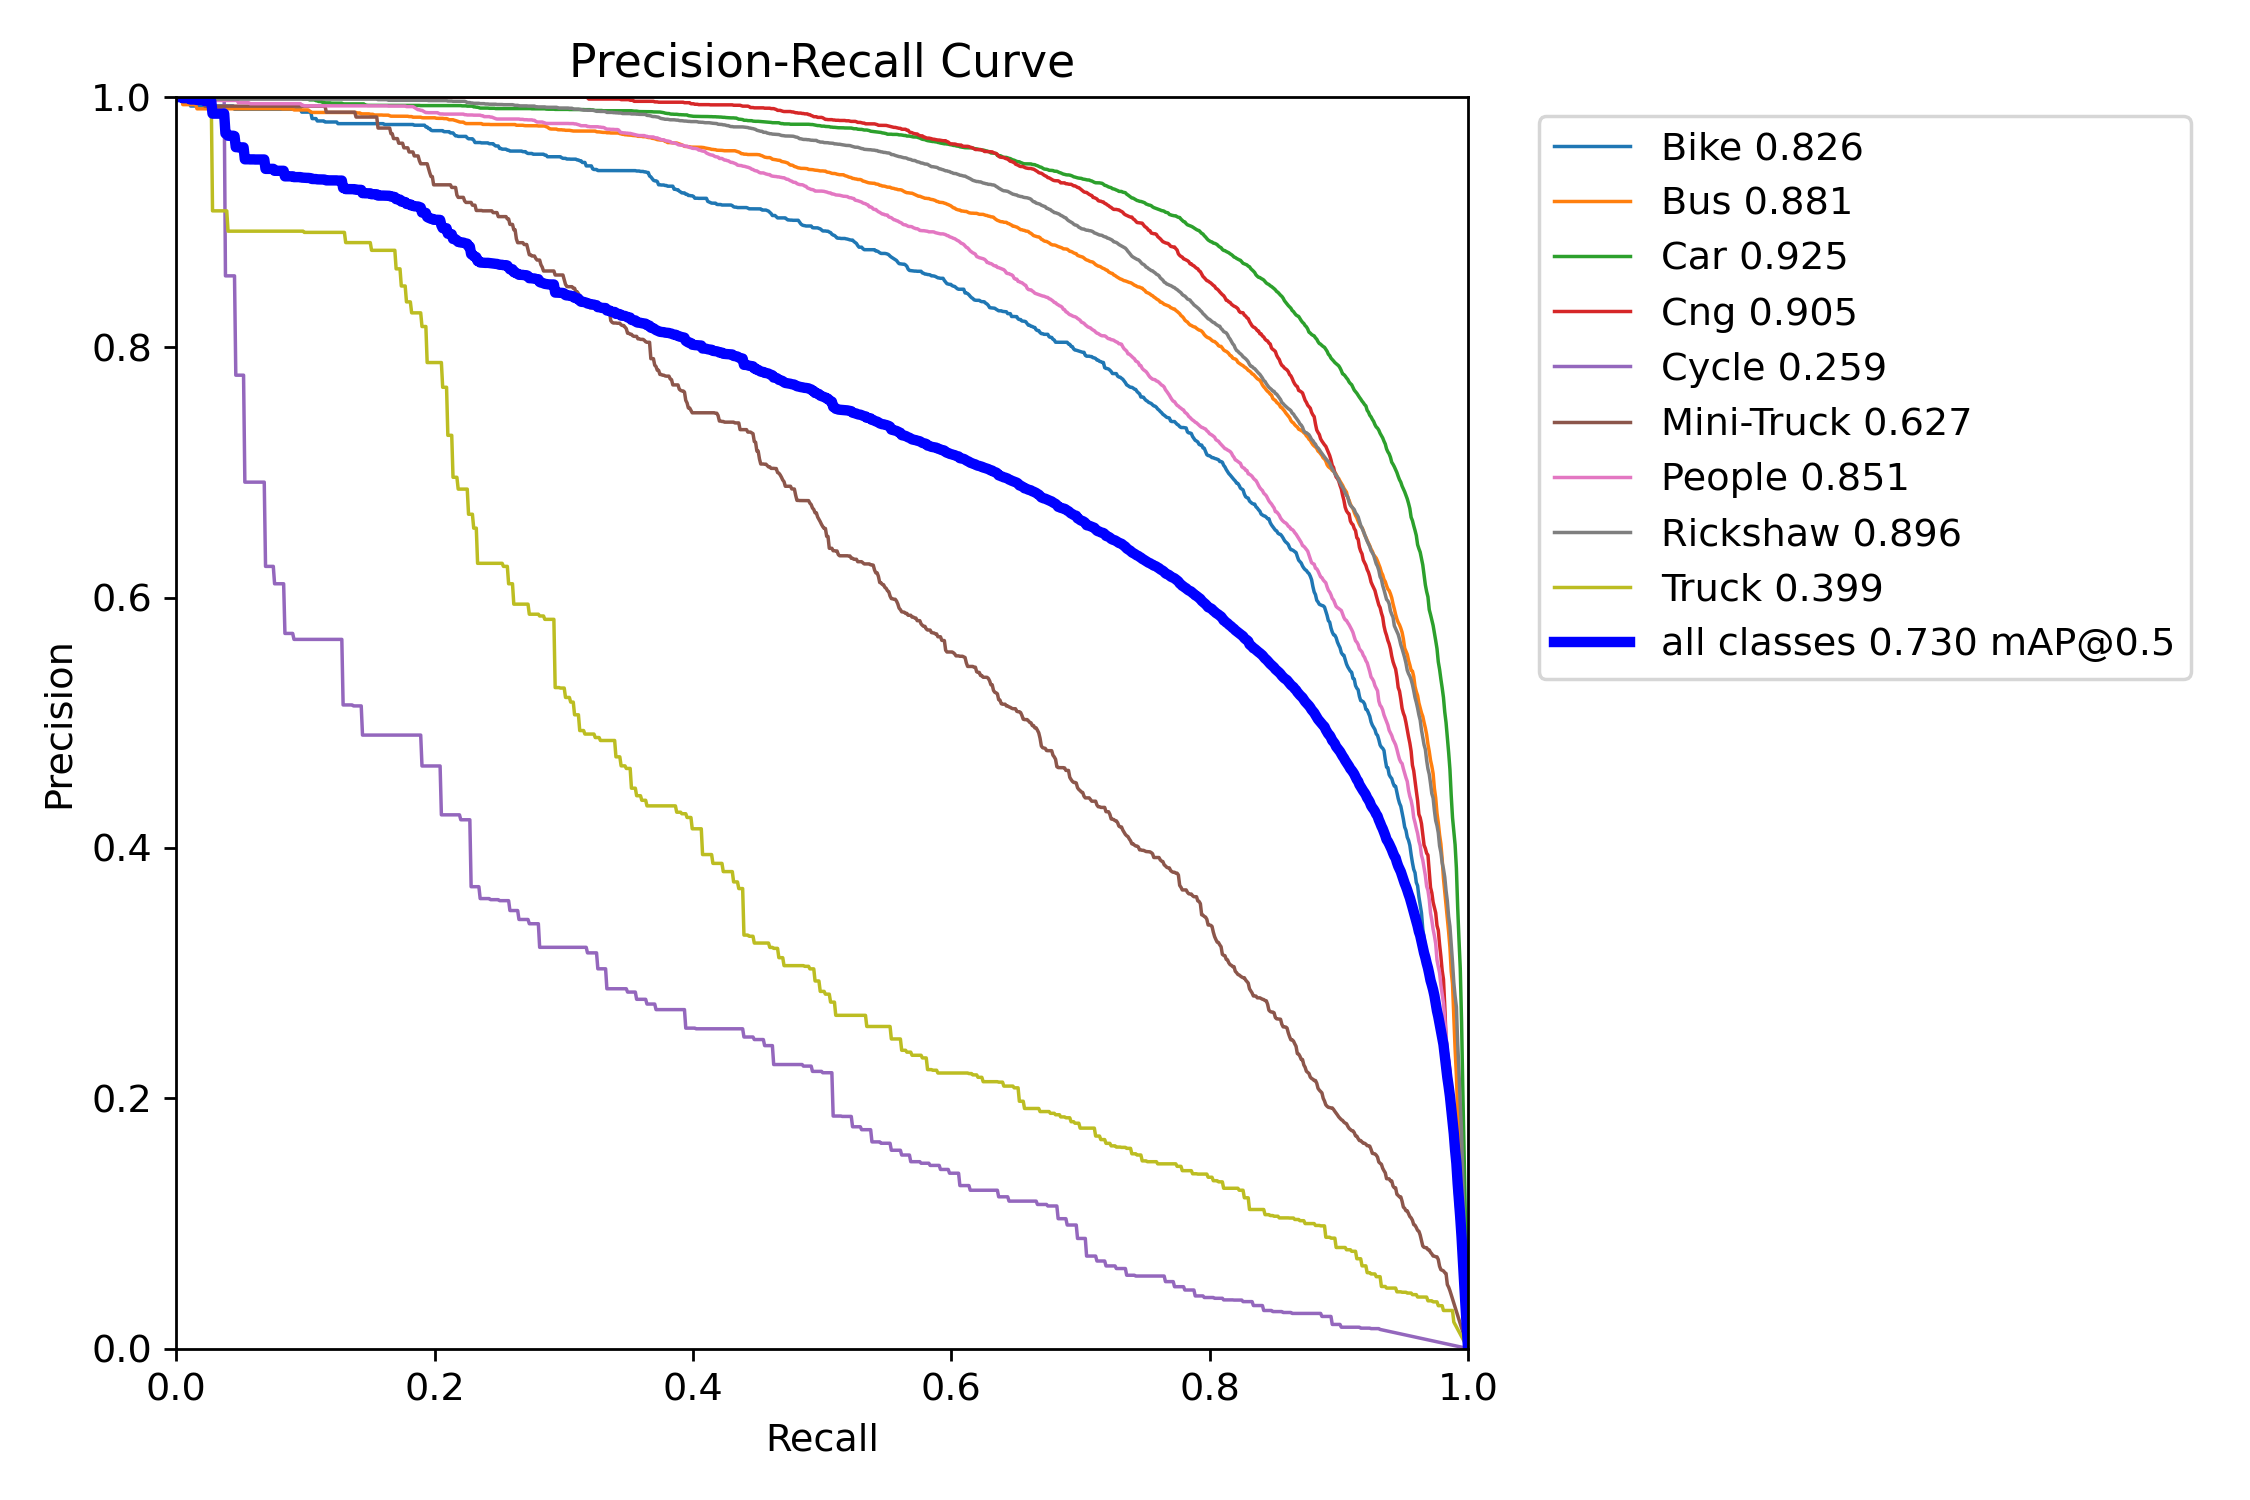 Precision-Recall Curve
1.0
0.8
0.6
0.4
0.2
0.0
Precision
0.0 0.2 0.4 0.6 0.8 1.0
Recall
Bike 0.826
Bus 0.881
Car 0.925
Cng 0.905
Cycle 0.259
Mini-Truck 0.627
People 0.851
Rickshaw 0.896
Truck 0.399
all classes 0.730 mAP@0.5